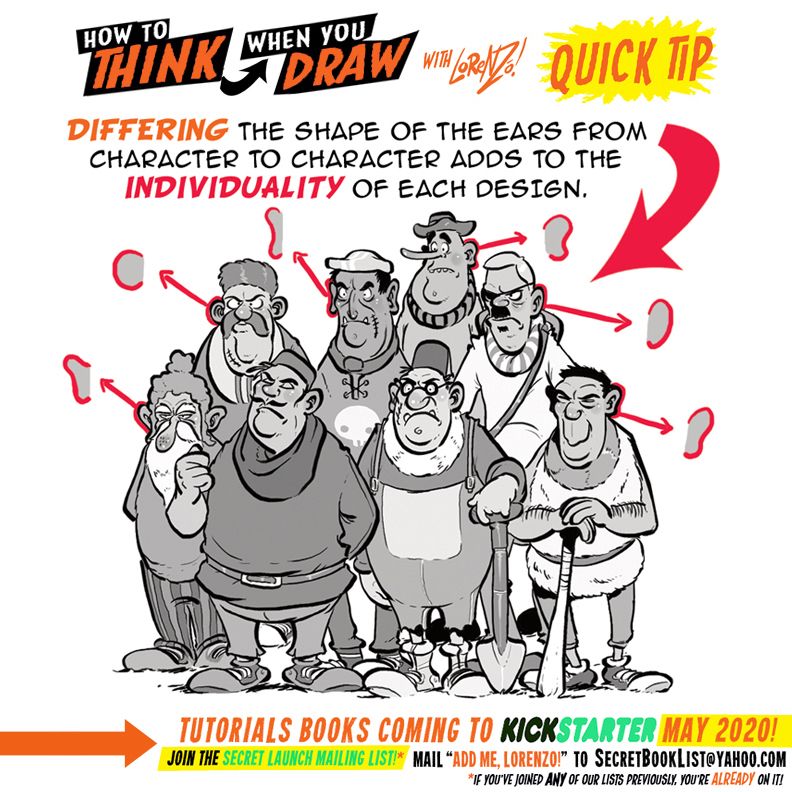 HOW TO THINK WHEN YOU DRAW WITH LORENZO! QUICK TIP
DIFFERING THE SHAPE OF THE EARS FROM
CHARACTER TO CHARACTER ADDS TO THE
INDIVIDUALITY OF EACH DESIGN.
TUTORIALS BOOKS COMING TO KICKSTARTER MAY 2020!
JOIN THE SECRET LAUNCH MAILING LIST!* MAIL "ADD ME, LORENZO!" TO SECRETBOOKLIST@YAHOO.COM
*IF YOU'VE JOINED ANY OF OUR LISTS PREVIOUSLY, YOU'RE ALREADY ON IT!